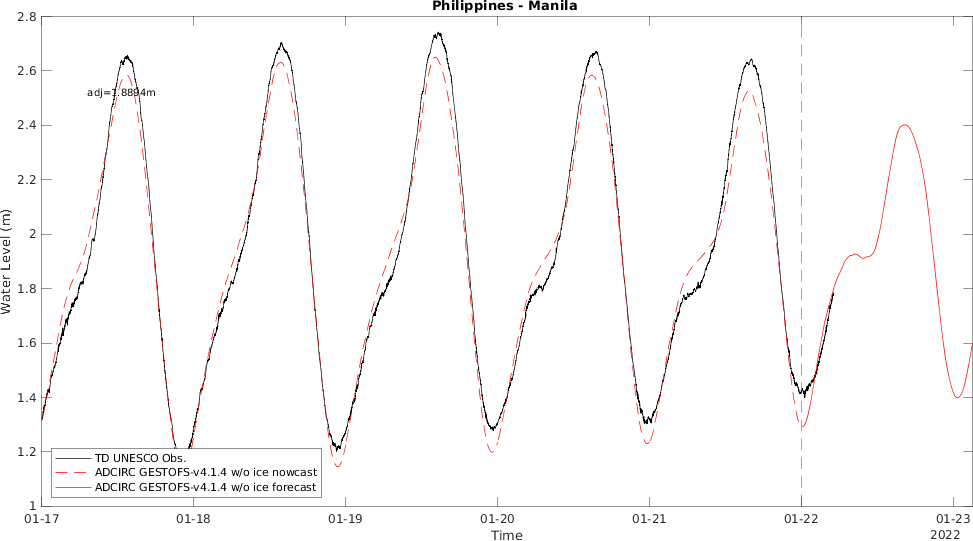 Philippines - Manila
2.8
2.6
adj=1.8894m
2.4
2.2
2
1.8
1.6
1.4
1.2
1
Water Level (m)
TD UNESCO Obs.
ADCIRC GESTOFS-v4.1.4 w/o ice nowcast
ADCIRC GESTOFS-v4.1.4 w/o ice forecast
01-17 01-18 01-19 01-20 01-21 01-22 01-23
Time
2022